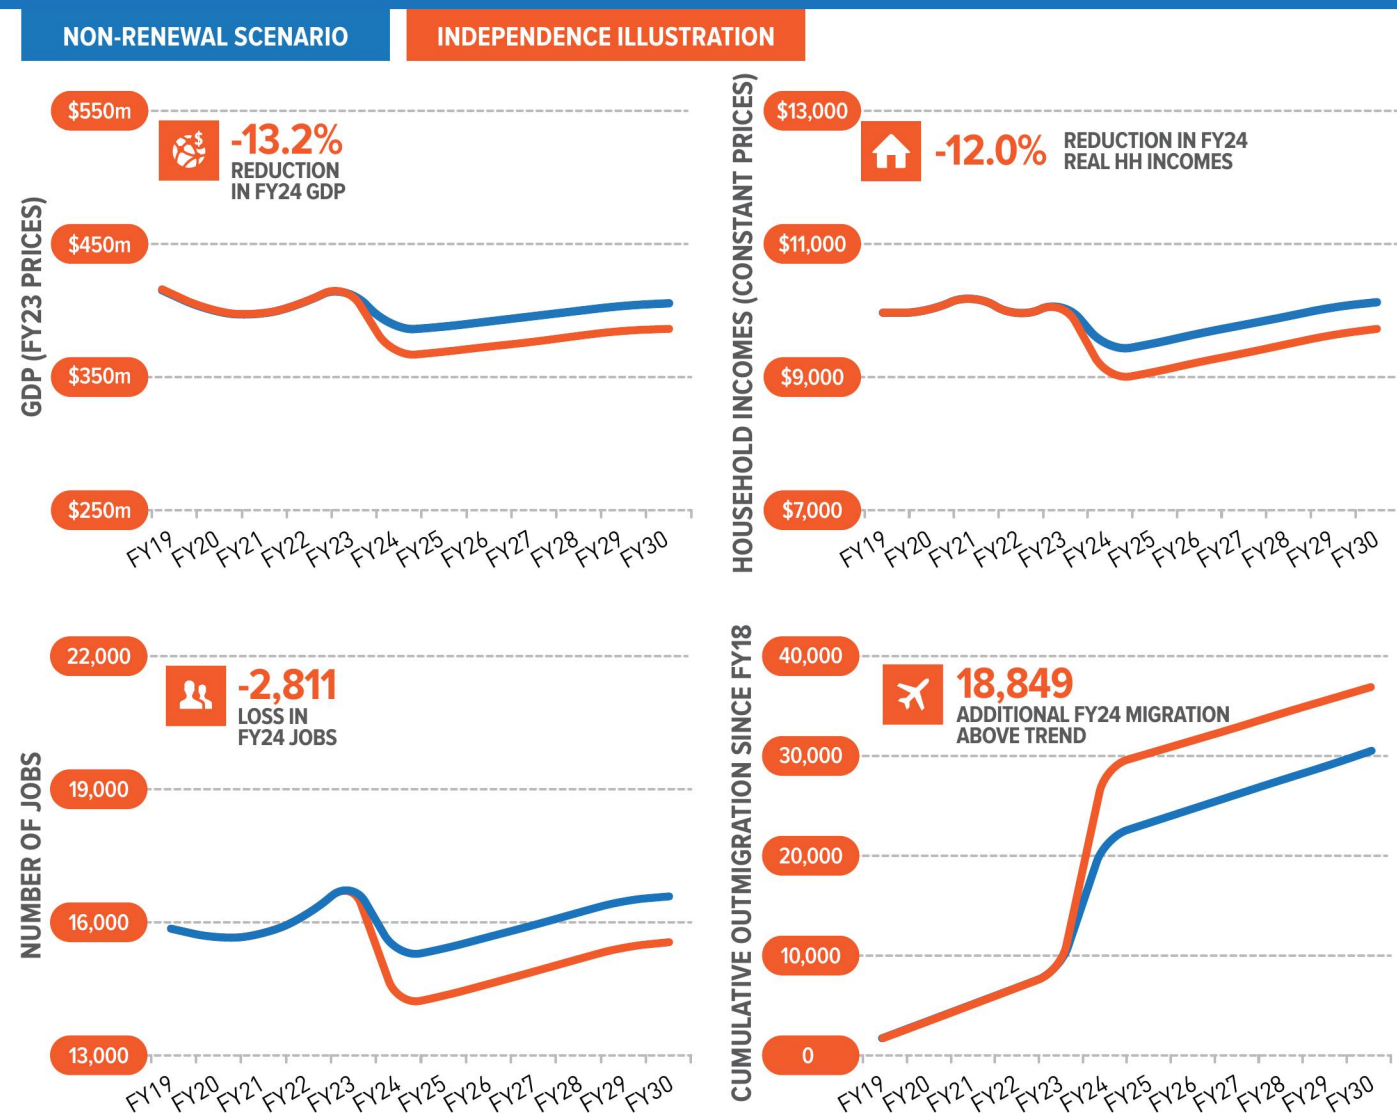 NON-RENEWAL SCENARIO
INDEPENDENCE ILLUSTRATION
GDP (FY23 PRICES)
$550m
$450m
$350m
$250m
-13.2%
REDUCTION
IN FY24 GDP
FY19 FY20 FY21 FY22 FY23 FY24 FY25 FY26 FY27 FY28 FY29 FY30
HOUSEHOLD INCOMES (CONSTANT PRICES)
$13,000
$11,000
$9,000
$7,000
-12.0%
REDUCTION IN FY24
REAL HH INCOMES
FY19 FY20 FY21 FY22 FY23 FY24 FY25 FY26 FY27 FY28 FY29 FY30
NUMBER OF JOBS
22,000
19,000
16,000
13,000
-2,811
LOSS IN
FY24 JOBS
FY19 FY20 FY21 FY22 FY23 FY24 FY25 FY26 FY27 FY28 FY29 FY30
CUMULATIVE OUTMIGRATION SINCE FY18
40,000
30,000
20,000
10,000
0
18,849
ADDITIONAL FY24 MIGRATION
ABOVE TREND
FY19 FY20 FY21 FY22 FY23 FY24 FY25 FY26 FY27 FY28 FY29 FY30